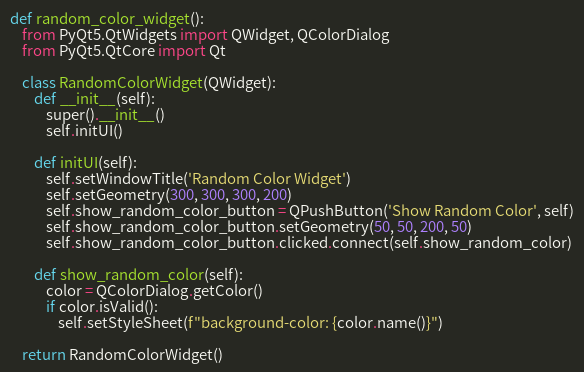 def random_color_widget():
    from PyQt5.QtWidgets import QWidget, QColorDialog
    from PyQt5.QtCore import Qt

    class RandomColorWidget(QWidget):
        def __init__(self):
            super().__init__()
            self.initUI()

        def initUI(self):
            self.setWindowTitle('Random Color Widget')
            self.setGeometry(300, 300, 300, 200)
            self.show_random_color_button = QPushButton('Show Random Color', self)
            self.show_random_color_button.setGeometry(50, 50, 200, 50)
            self.show_random_color_button.clicked.connect(self.show_random_color)

        def show_random_color(self):
            color = QColorDialog.getColor()
            if color.isValid():
                self.setStyleSheet(f"background-color: {color.name()}")

    return RandomColorWidget()